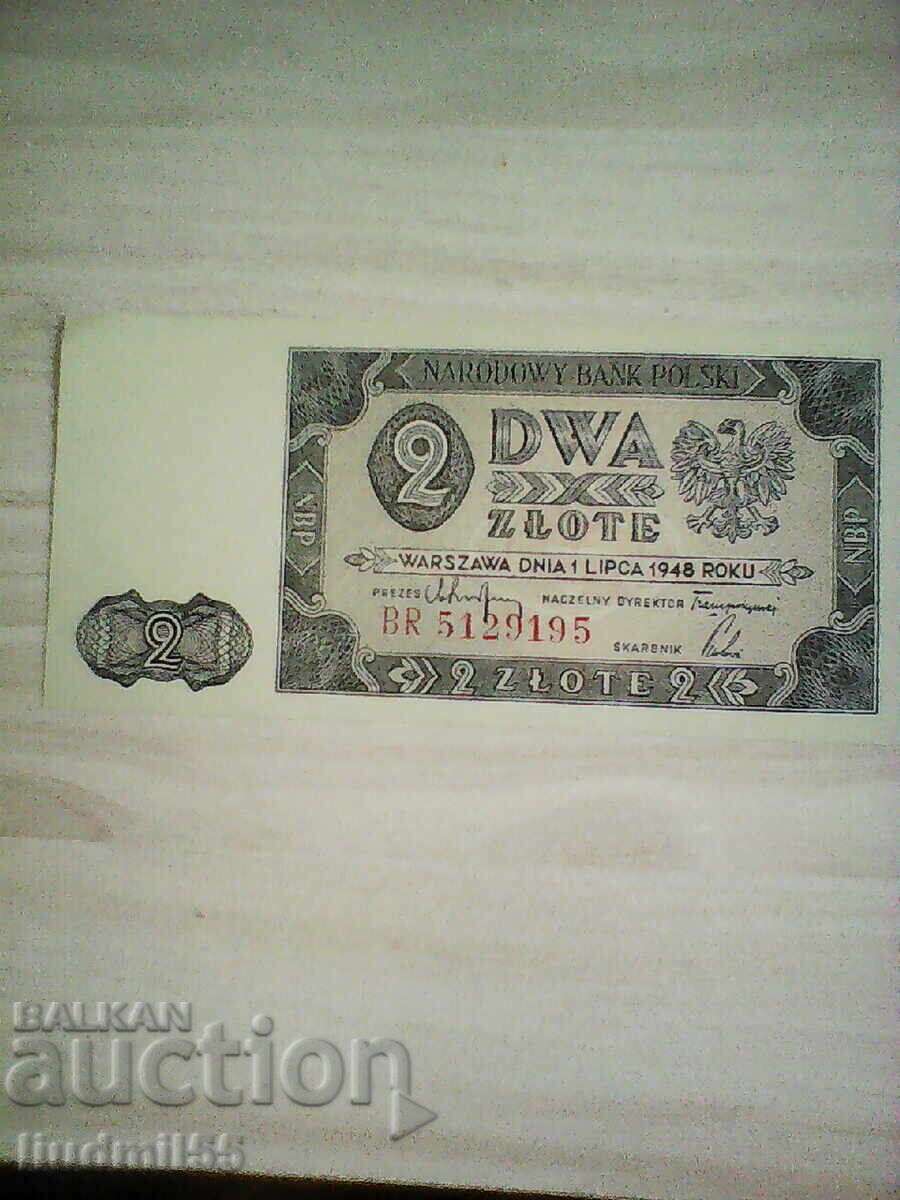 NARODOWY BANK POLSKI
2 DWA
ZŁOTE
NBP
NBP
WARSZAWA DNIA 1 LIPCA 1948 ROKU
PREZES NACZELNY DYREKTOR
BR 5129195
SKARBNIK
2
2 ZŁOTE 2
BALKAN
auction
liudmil55